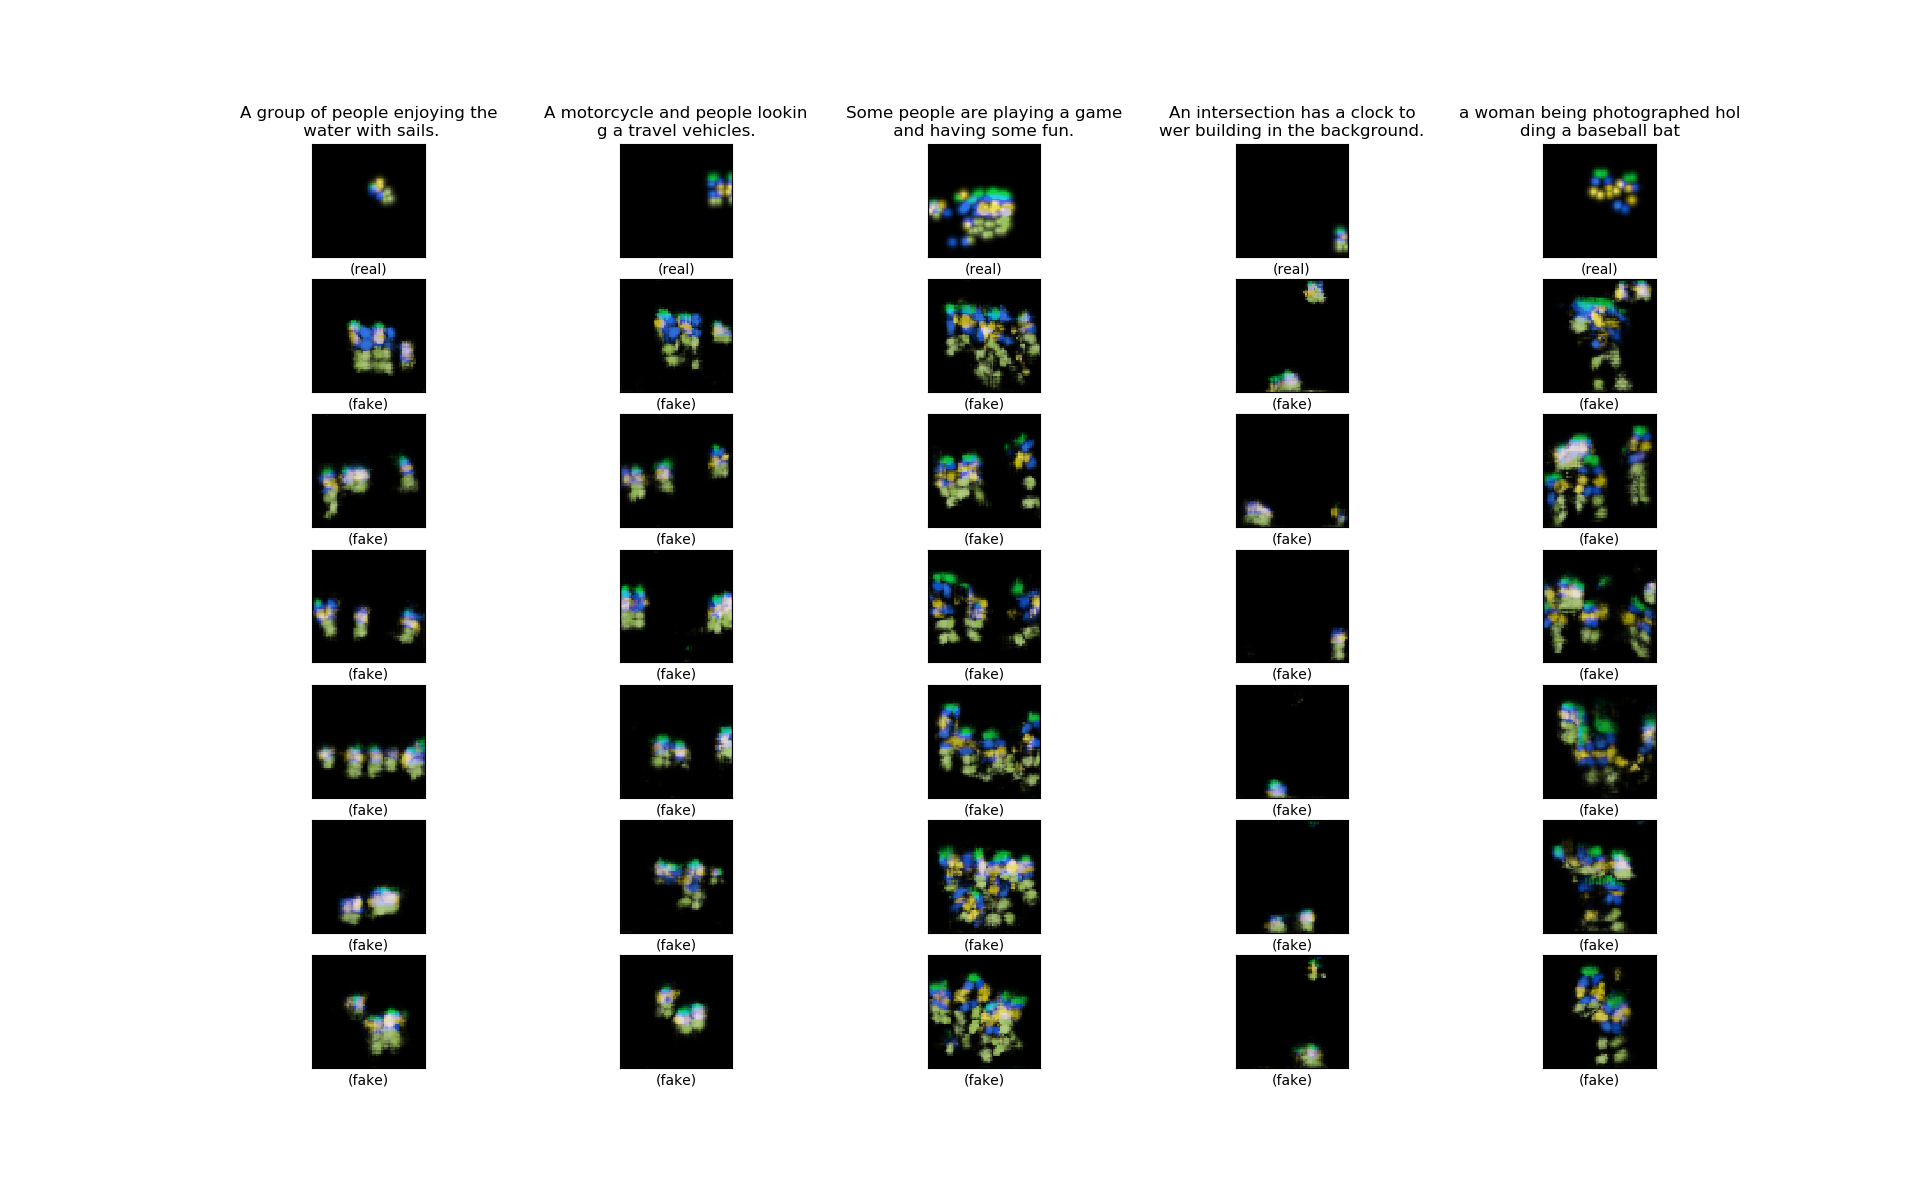 A group of people enjoying the
water with sails.
A motorcycle and people lookin
g a travel vehicles.
Some people are playing a game
and having some fun.
An intersection has a clock to
wer building in the background.
a woman being photographed hol
ding a baseball bat
(real) (real) (real) (real) (real)
(fake) (fake) (fake) (fake) (fake)
(fake) (fake) (fake) (fake) (fake)
(fake) (fake) (fake) (fake) (fake)
(fake) (fake) (fake) (fake) (fake)
(fake) (fake) (fake) (fake) (fake)
(fake) (fake) (fake) (fake) (fake)